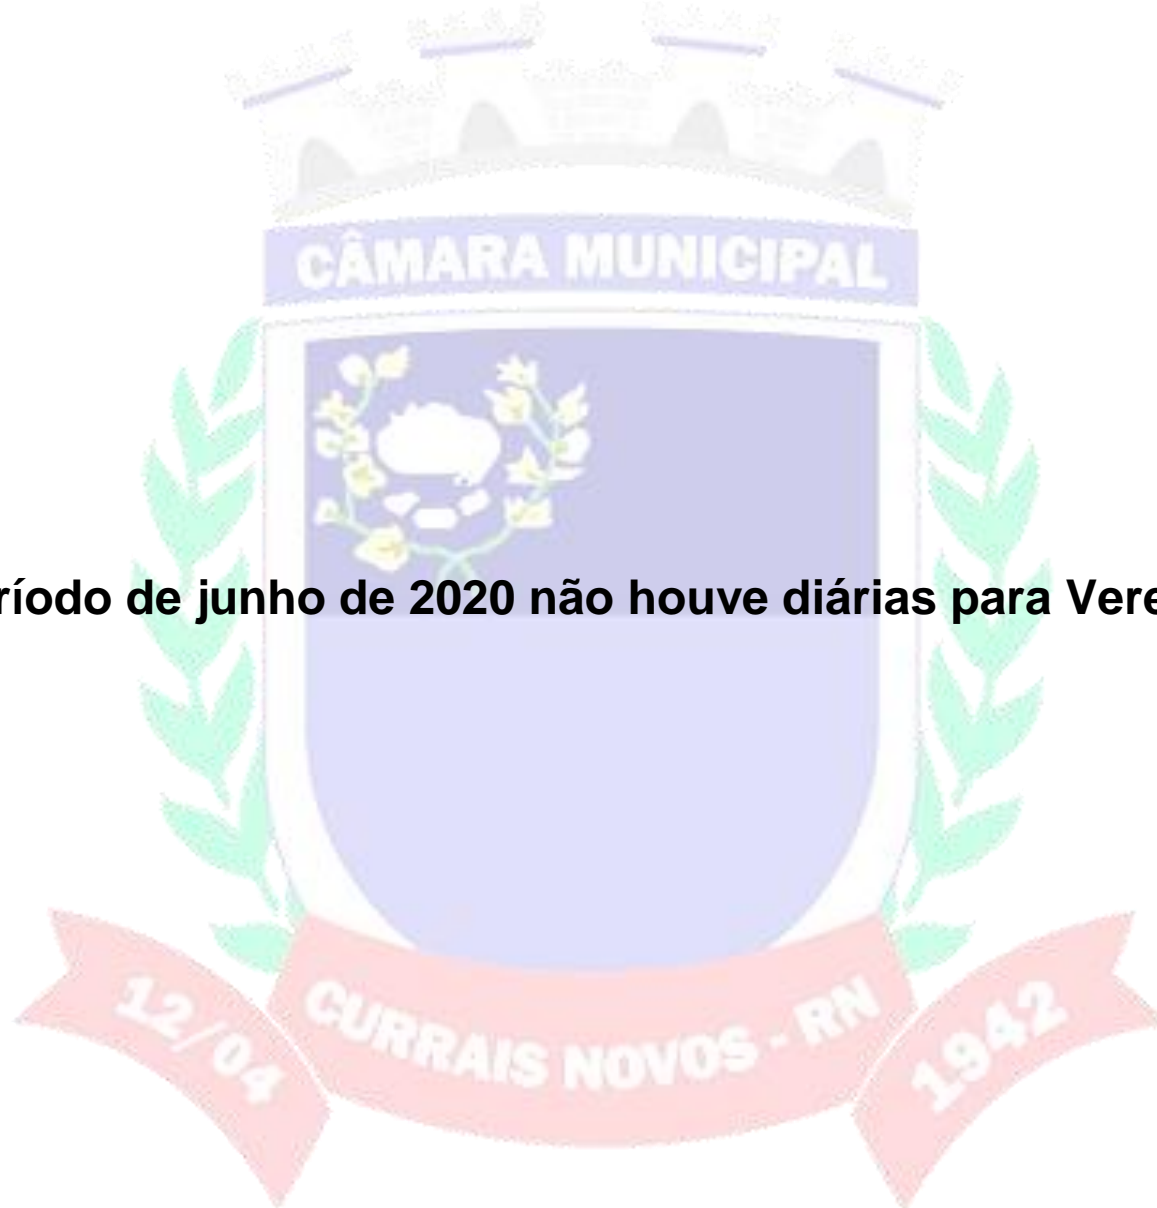 CÂMARA MUNICIPAL
ríodo de junho de 2020 não houve diárias para Vere
12/04
CURRAIS NOVOS - RN
1942